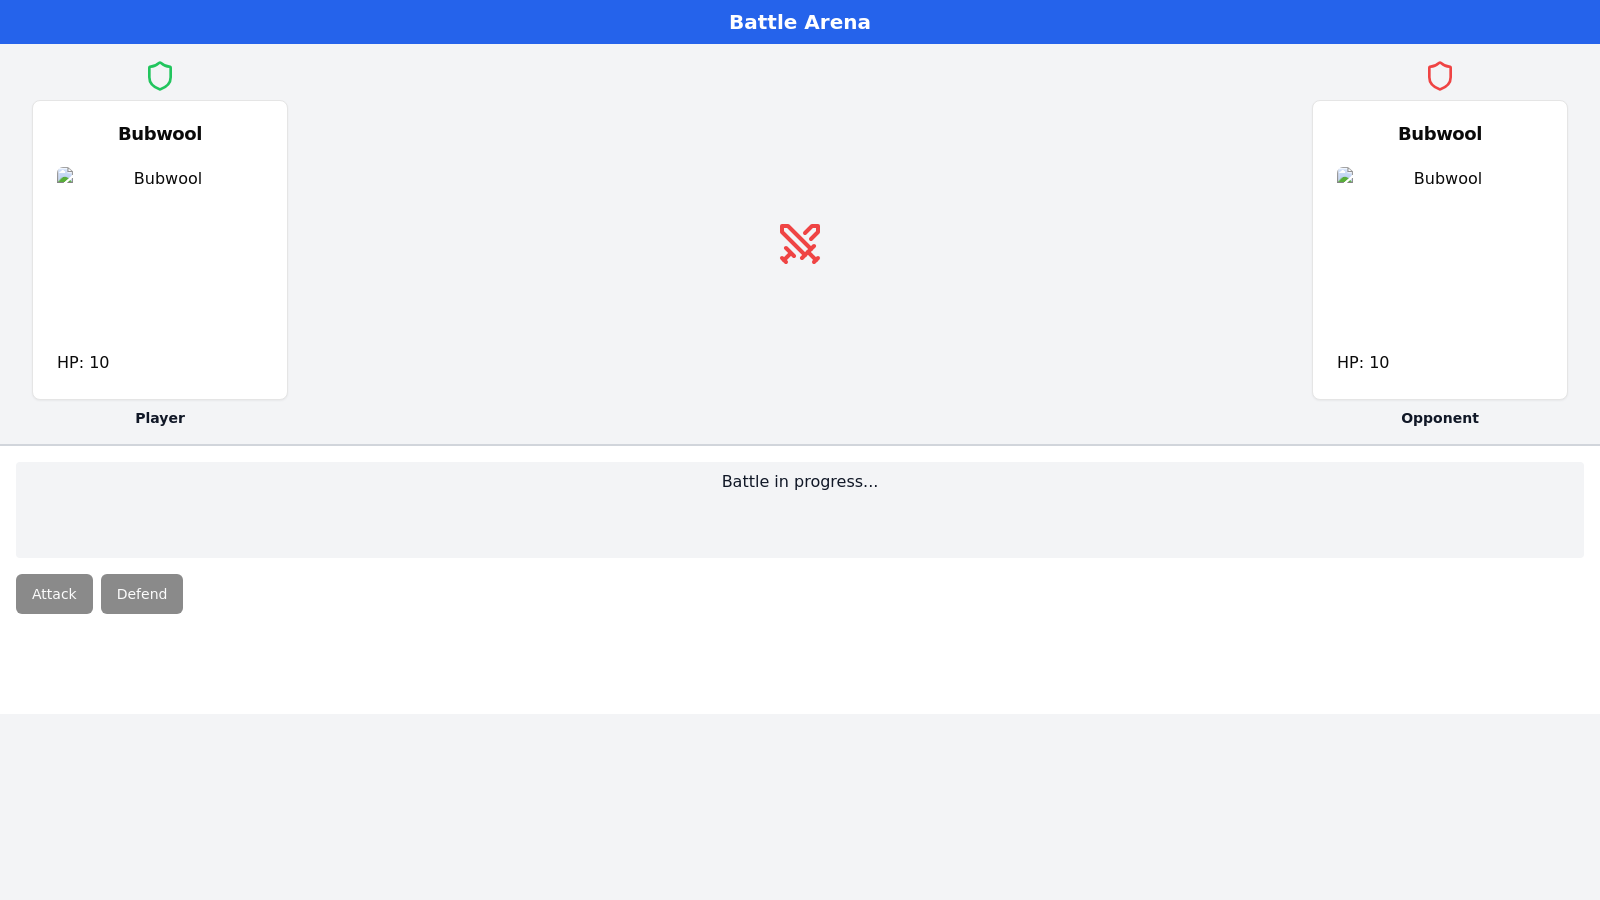 Battle Arena
Bubwool
Bubwool
HP: 10
Player
Bubwool
Bubwool
HP: 10
Opponent
Battle in progress...
Attack
Defend